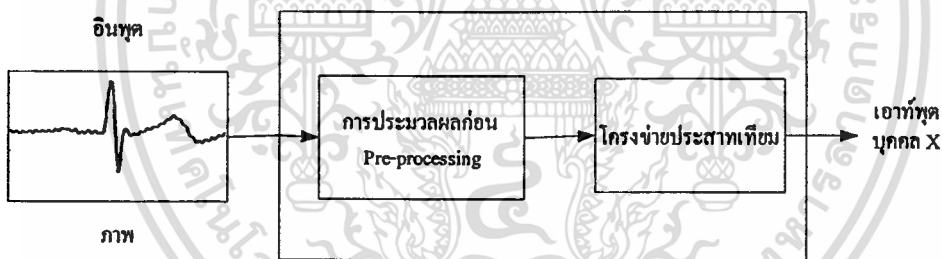 อินพุต
ภาพ
การประมวลผลก่อน
Pre-processing
โครงข่ายประสาทเทียม
เอาท์พุต
บุคคล X